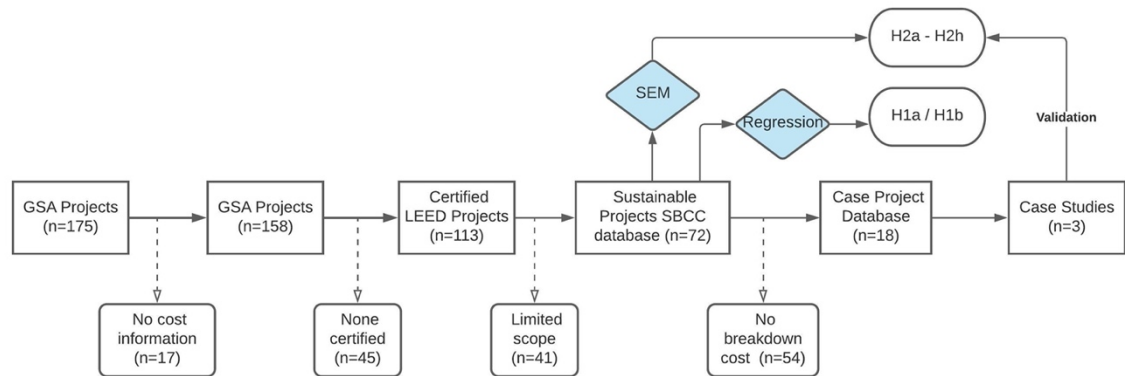 H2a - H2h
SEM
Regression
H1a / H1b
Validation
GSA Projects
(n=175)
GSA Projects
(n=158)
Certified
LEED Projects
(n=113)
Sustainable
Projects SBCC
database (n=72)
Case Project
Database
(n=18)
Case Studies
(n=3)
No cost
information
(n=17)
None
certified
(n=45)
Limited
scope
(n=41)
No
breakdown
cost (n=54)